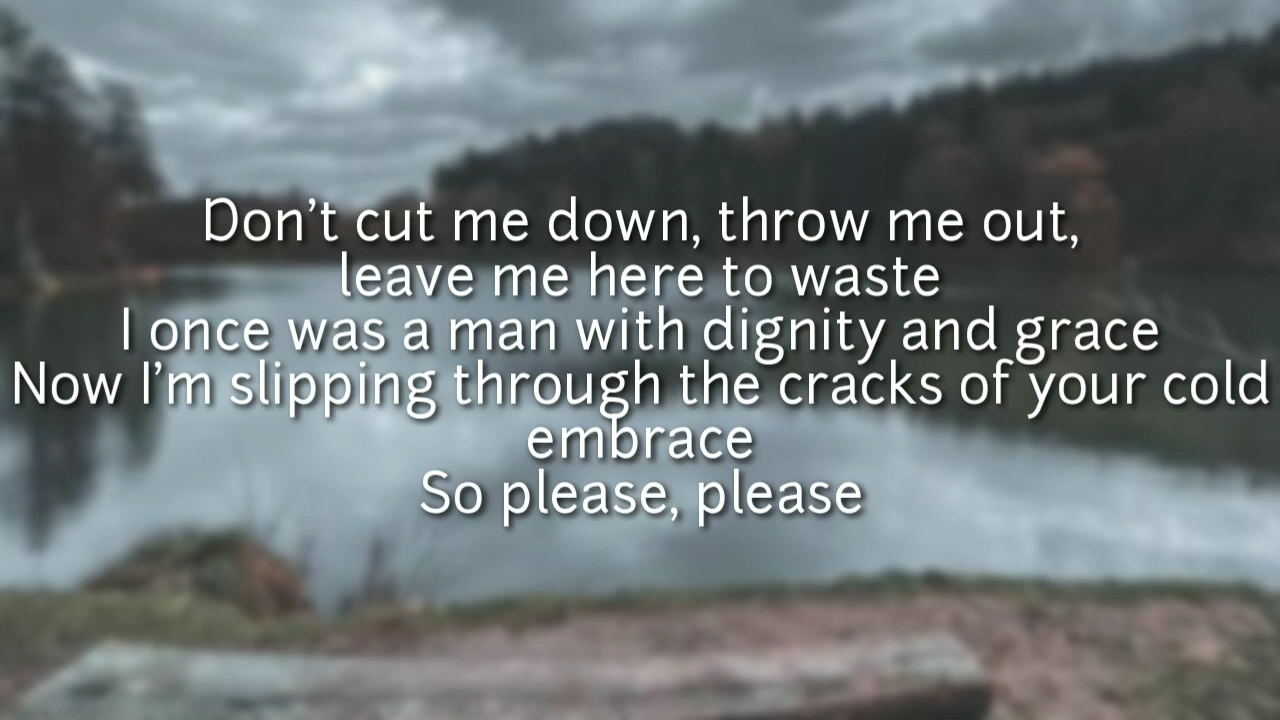 Don't cut me down, throw me out,
leave me here to waste
I once was a man with dignity and grace
Now I'm slipping through the cracks of your cold
embrace
So please, please